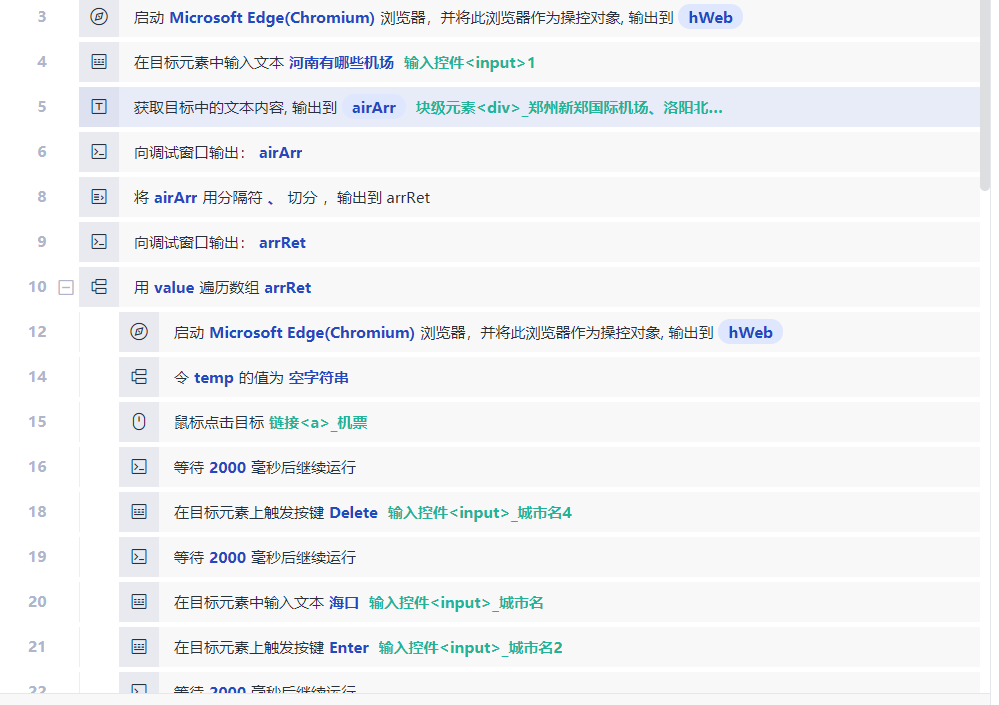 3 启动 Microsoft Edge(Chromium) 浏览器，并将此浏览器作为操控对象, 输出到 hWeb
4 在目标元素中输入文本 河南有哪些机场 输入控件<input>1
5 获取目标中的文本内容, 输出到 airArr 块级元素<div>_郑州新郑国际机场、洛阳北...
6 向调试窗口输出： airArr
8 将 airArr 用分隔符 、 切分 ，输出到 arrRet
9 向调试窗口输出： arrRet
10 用 value 遍历数组 arrRet
12 启动 Microsoft Edge(Chromium) 浏览器，并将此浏览器作为操控对象, 输出到 hWeb
14 令 temp 的值为 空字符串
15 鼠标点击目标 链接<a>_机票
16 等待 2000 毫秒后继续运行
18 在目标元素上触发按键 Delete 输入控件<input>_城市名4
19 等待 2000 毫秒后继续运行
20 在目标元素中输入文本 海口 输入控件<input>_城市名
21 在目标元素上触发按键 Enter 输入控件<input>_城市名2
22 等待 2000 毫秒后继续运行